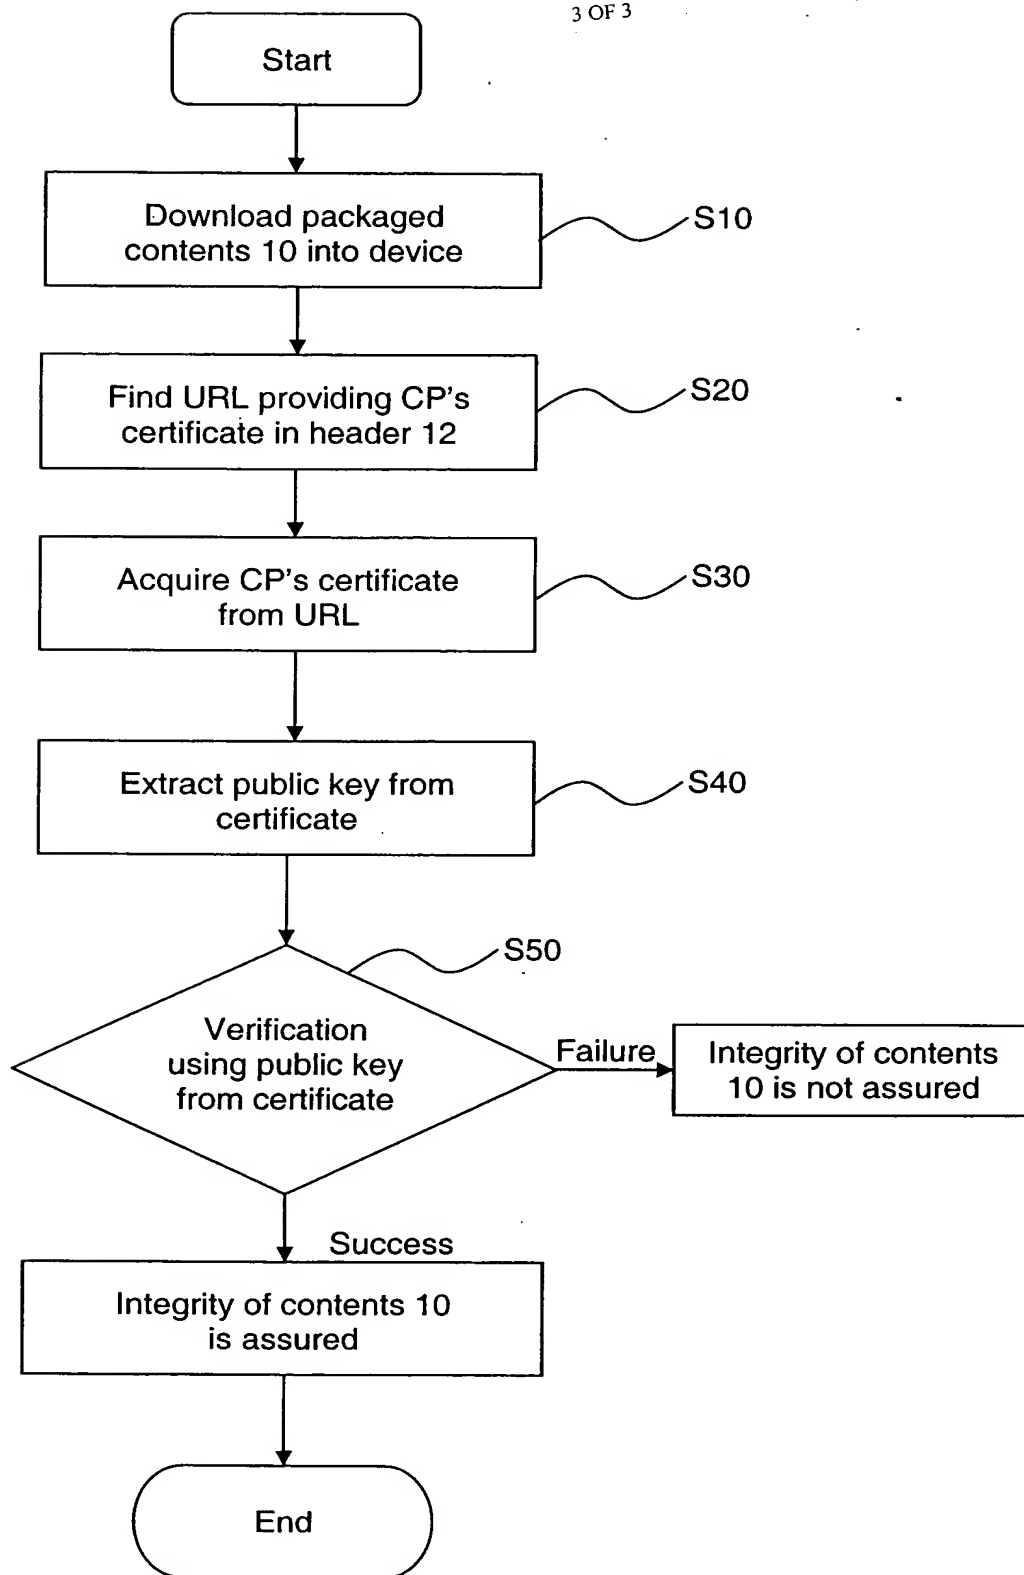 3 OF 3
Start
Download packaged
contents 10 into device
S10
Find URL providing CP's
certificate in header 12
S20
Acquire CP's certificate
from URL
S30
Extract public key from
certificate
S40
S50
Verification
using public key
from certificate
Failure
Integrity of contents
10 is not assured
Success
Integrity of contents 10
is assured
End